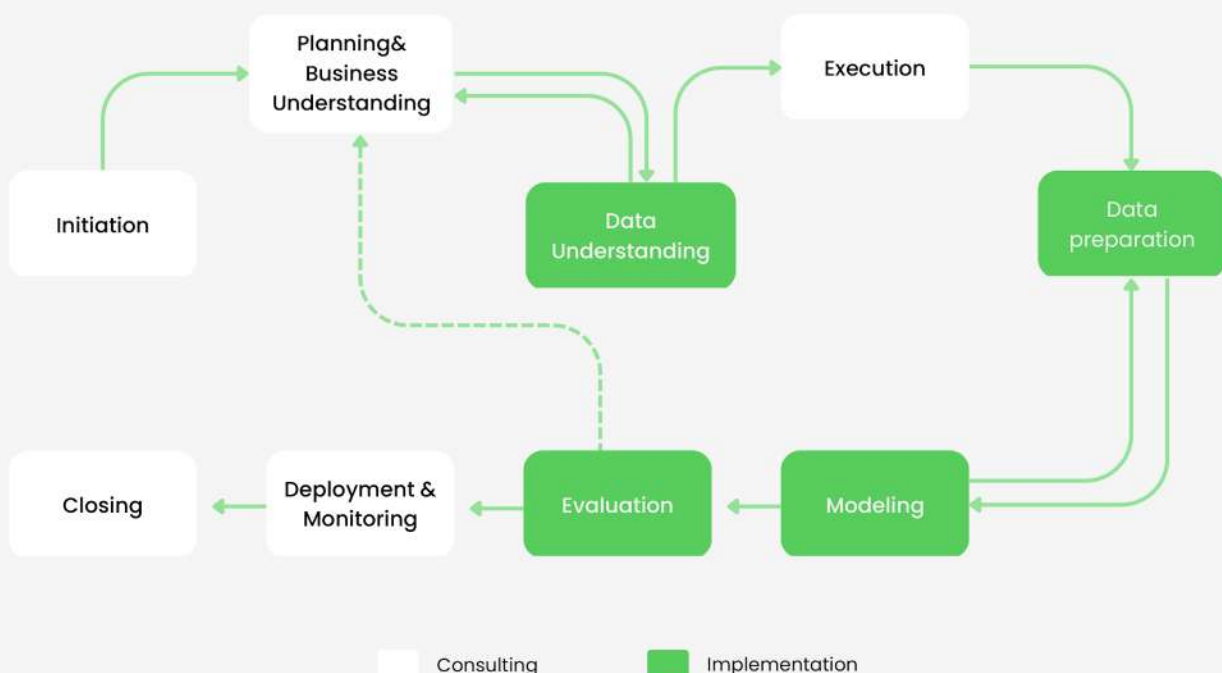 Planning&
Business
Understanding
Execution
Initiation
Data
Understanding
Data
preparation
Closing
Deployment &
Monitoring
Evaluation
Modeling
Consulting
Implementation